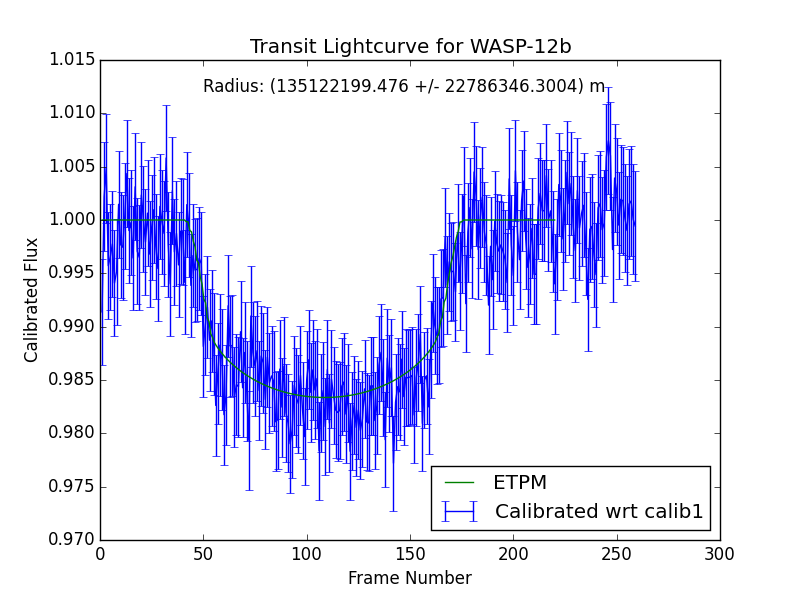 Transit Lightcurve for WASP-12b
Radius: (135122199.476 +/- 22786346.3004) m
1.015
1.010
1.005
1.000
0.995
0.990
0.985
0.980
0.975
0.970
Calibrated Flux
ETPM
Calibrated wrt calib1
0 50 100 150 200 250 300
Frame Number